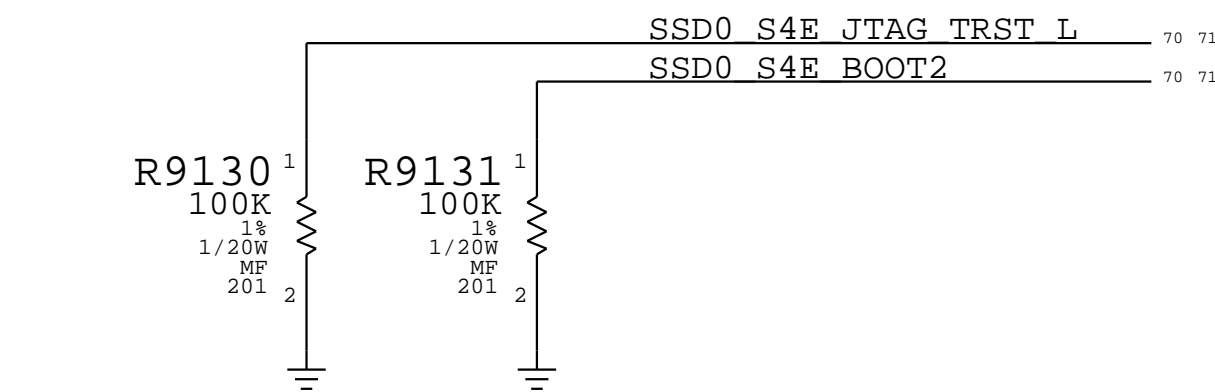 SSD0_S4E_JTAG_TRST_L 70 71
SSD0_S4E_BOOT2 70 71
R9130 1
100K
1%
1/20W
MF
201 2
R9131 1
100K
1%
1/20W
MF
201 2